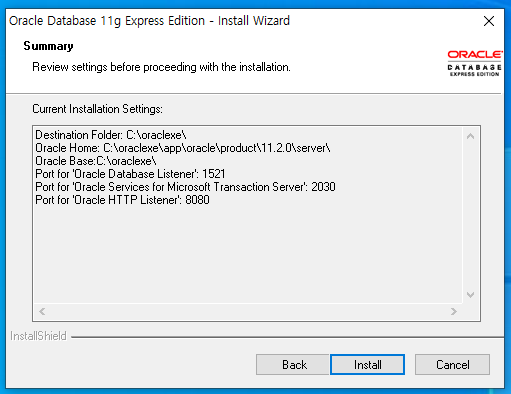 Oracle Database 11g Express Edition - Install Wizard
Summary
Review settings before proceeding with the installation.
ORACLE
DATABASE
EXPRESS EDITION
Current Installation Settings:
Destination Folder: C:\oraclexe\
Oracle Home: C:\oraclexe\app\oracle\product\11.2.0\server\
Oracle Base:C:\oraclexe\
Port for 'Oracle Database Listener': 1521
Port for 'Oracle Services for Microsoft Transaction Server': 2030
Port for 'Oracle HTTP Listener': 8080
InstallShield
Back
Install
Cancel